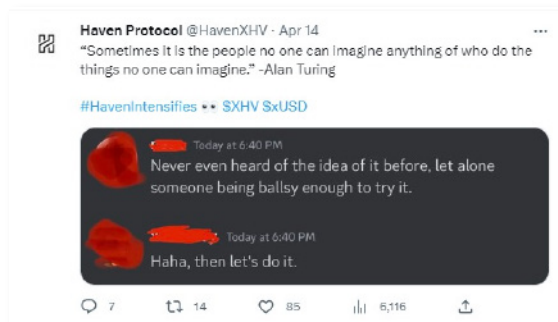 Haven Protocol @HavenXHV · Apr 14
“Sometimes it is the people no one can imagine anything of who do the
things no one can imagine.” -Alan Turing
#HavenIntensifies 👀 $XHV $xUSD
Today at 6:40 PM
Never even heard of the idea of it before, let alone
someone being ballsy enough to try it.
Today at 6:40 PM
Haha, then let's do it.
7 14 85 6,116